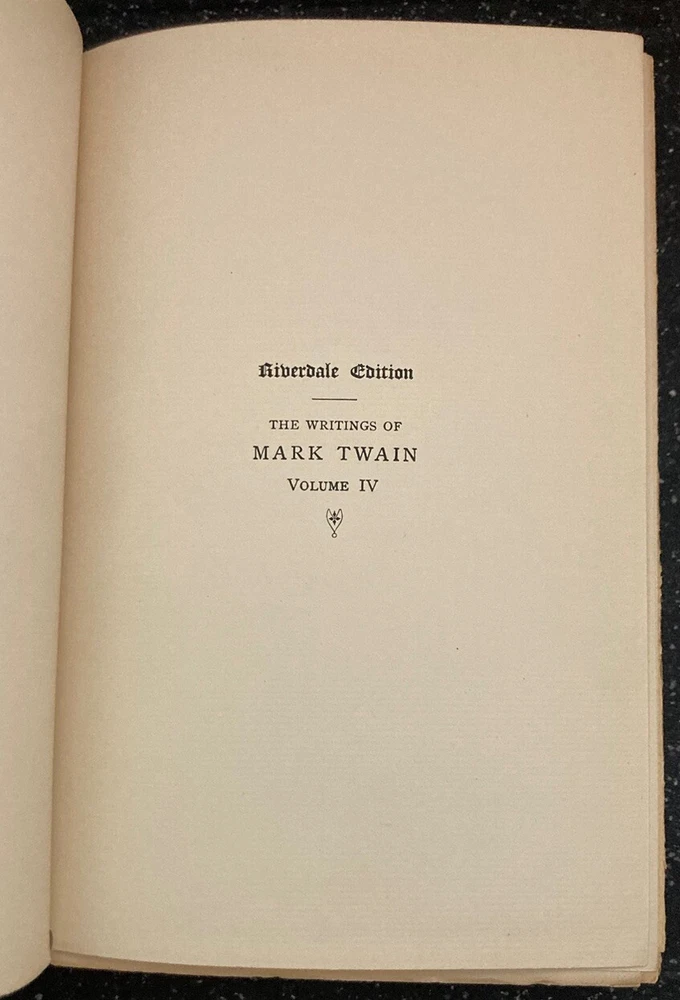 Riverdale Edition
THE WRITINGS OF
MARK TWAIN
VOLUME IV